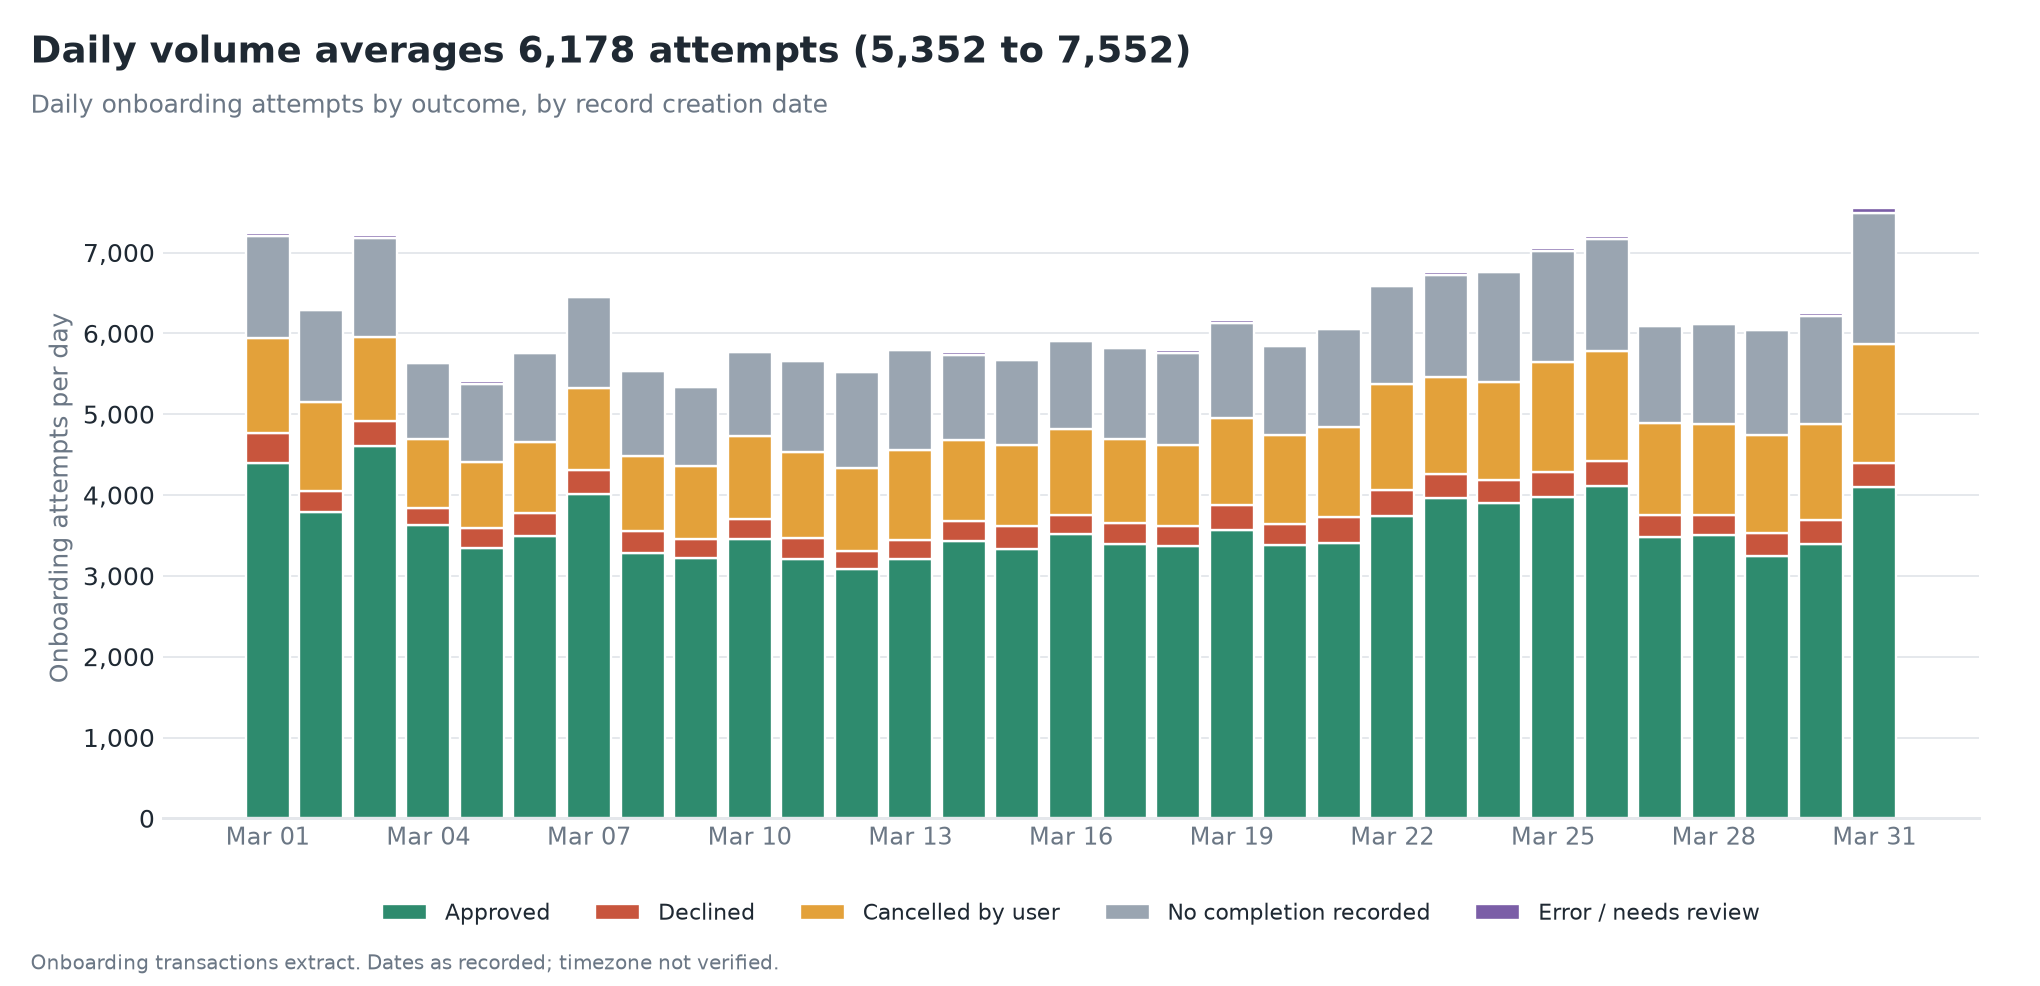 Daily volume averages 6,178 attempts (5,352 to 7,552)
Daily onboarding attempts by outcome, by record creation date
Onboarding attempts per day
7,000
6,000
5,000
4,000
3,000
2,000
1,000
0
Mar 01 Mar 04 Mar 07 Mar 10 Mar 13 Mar 16 Mar 19 Mar 22 Mar 25 Mar 28 Mar 31
Approved Declined Cancelled by user No completion recorded Error / needs review
Onboarding transactions extract. Dates as recorded; timezone not verified.